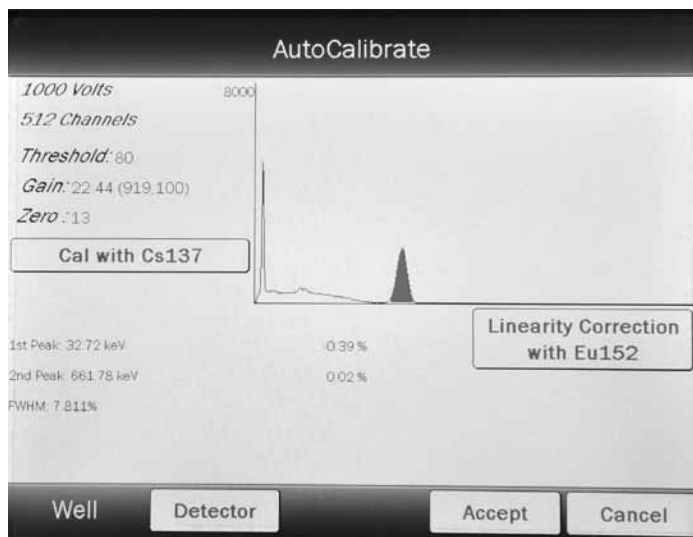 AutoCalibrate
1000 Volts
8000
512 Channels
Threshold: 80
Gain: 22.44 (919,100)
Zero : 13
Cal with Cs137
Linearity Correction
with Eu152
1st Peak: 32.72 keV -0.39 %
2nd Peak: 661.78 keV 0.02 %
FWHM: 7.811%
Well
Detector
Accept
Cancel